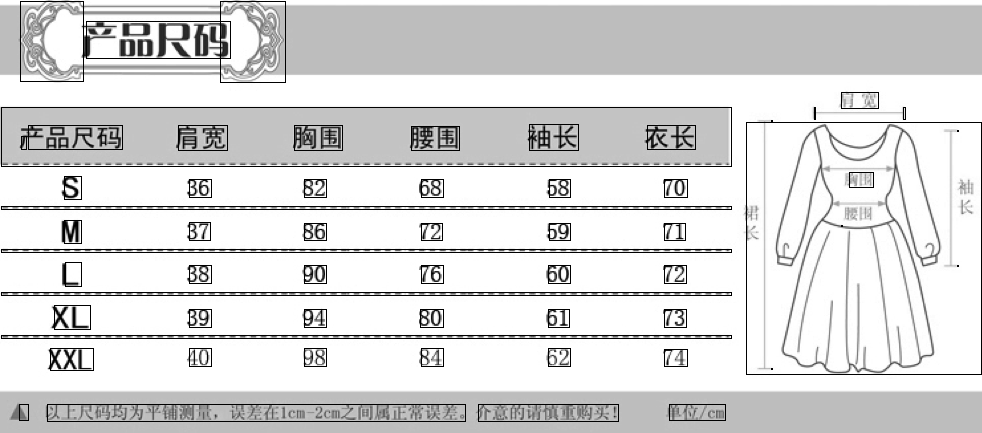 产品尺码
产品尺码 肩宽 胸围 腰围 袖长 衣长
S 36 82 68 58 70
M 37 86 72 59 71
L 38 90 76 60 72
XL 39 94 80 61 73
XXL 40 98 84 62 74
肩宽
胸围
腰围
袖长
裙长
以上尺码均为平铺测量，误差在1cm-2cm之间属正常误差。介意的请慎重购买！ 单位/cm